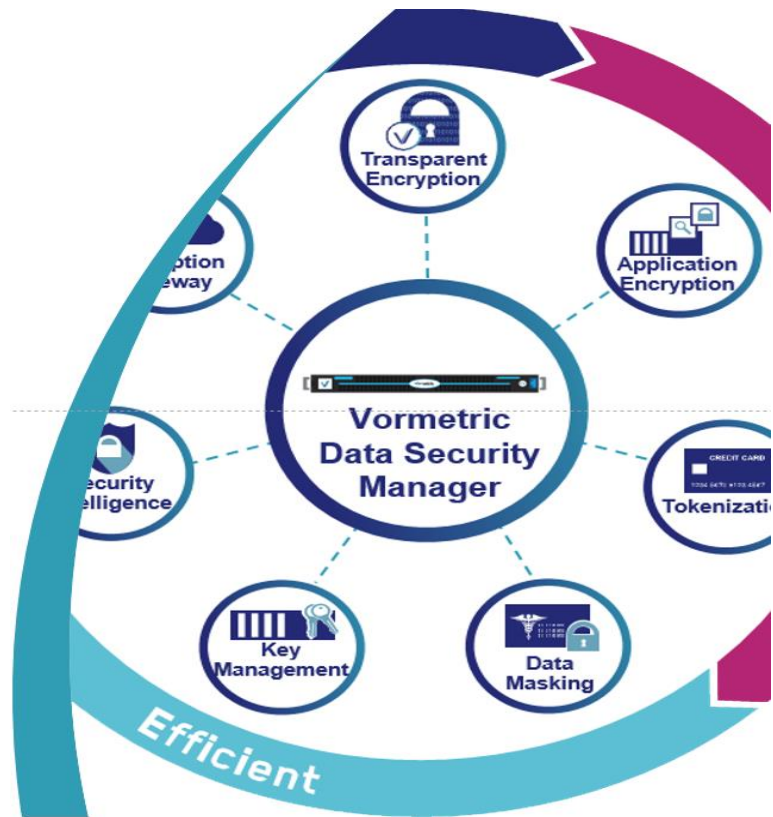 Transparent
Encryption
ption
eway
Application
Encryption
Vormetric
Data Security
Manager
ecurity
elligence
CREDIT CARD
Tokenizatio
Key
Management
Data
Masking
Efficient